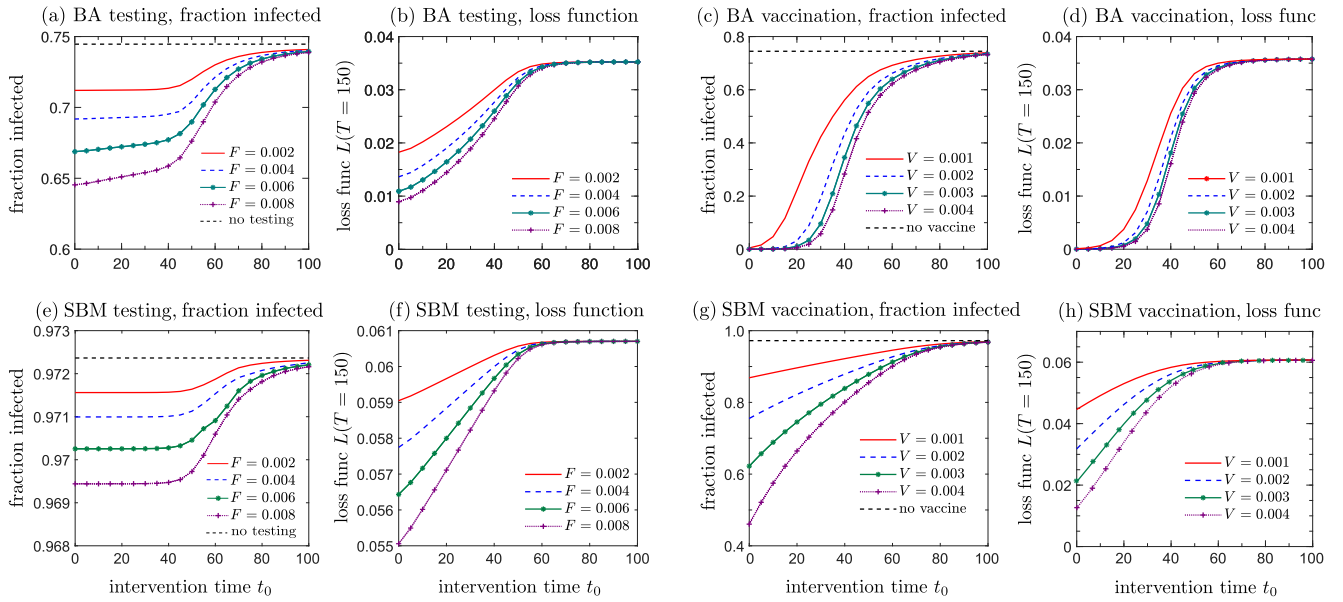 (a) BA testing, fraction infected
fraction infected
0.75
0.7
0.65
0.6
F = 0.002
F = 0.004
F = 0.006
F = 0.008
no testing
0 20 40 60 80 100
(b) BA testing, loss function
loss func L(T = 150)
0.04
0.03
0.02
0.01
0
F = 0.002
F = 0.004
F = 0.006
F = 0.008
0 20 40 60 80 100
(c) BA vaccination, fraction infected
fraction infected
0.8
0.6
0.4
0.2
0
V = 0.001
V = 0.002
V = 0.003
V = 0.004
no vaccine
0 20 40 60 80 100
(d) BA vaccination, loss func
loss func L(T = 150)
0.04
0.03
0.02
0.01
0
V = 0.001
V = 0.002
V = 0.003
V = 0.004
0 20 40 60 80 100
(e) SBM testing, fraction infected
fraction infected
0.973
0.972
0.971
0.97
0.969
0.968
F = 0.002
F = 0.004
F = 0.006
F = 0.008
no testing
0 20 40 60 80 100
intervention time t₀
(f) SBM testing, loss function
loss func L(T = 150)
0.061
0.06
0.059
0.058
0.057
0.056
0.055
F = 0.002
F = 0.004
F = 0.006
F = 0.008
0 20 40 60 80 100
intervention time t₀
(g) SBM vaccination, fraction infected
fraction infected
1.0
0.9
0.8
0.7
0.6
0.4
V = 0.001
V = 0.002
V = 0.003
V = 0.004
no vaccine
0 20 40 60 80 100
intervention time t₀
(h) SBM vaccination, loss func
loss func L(T = 150)
0.06
0.04
0.02
0
V = 0.001
V = 0.002
V = 0.003
V = 0.004
0 20 40 60 80 100
intervention time t₀